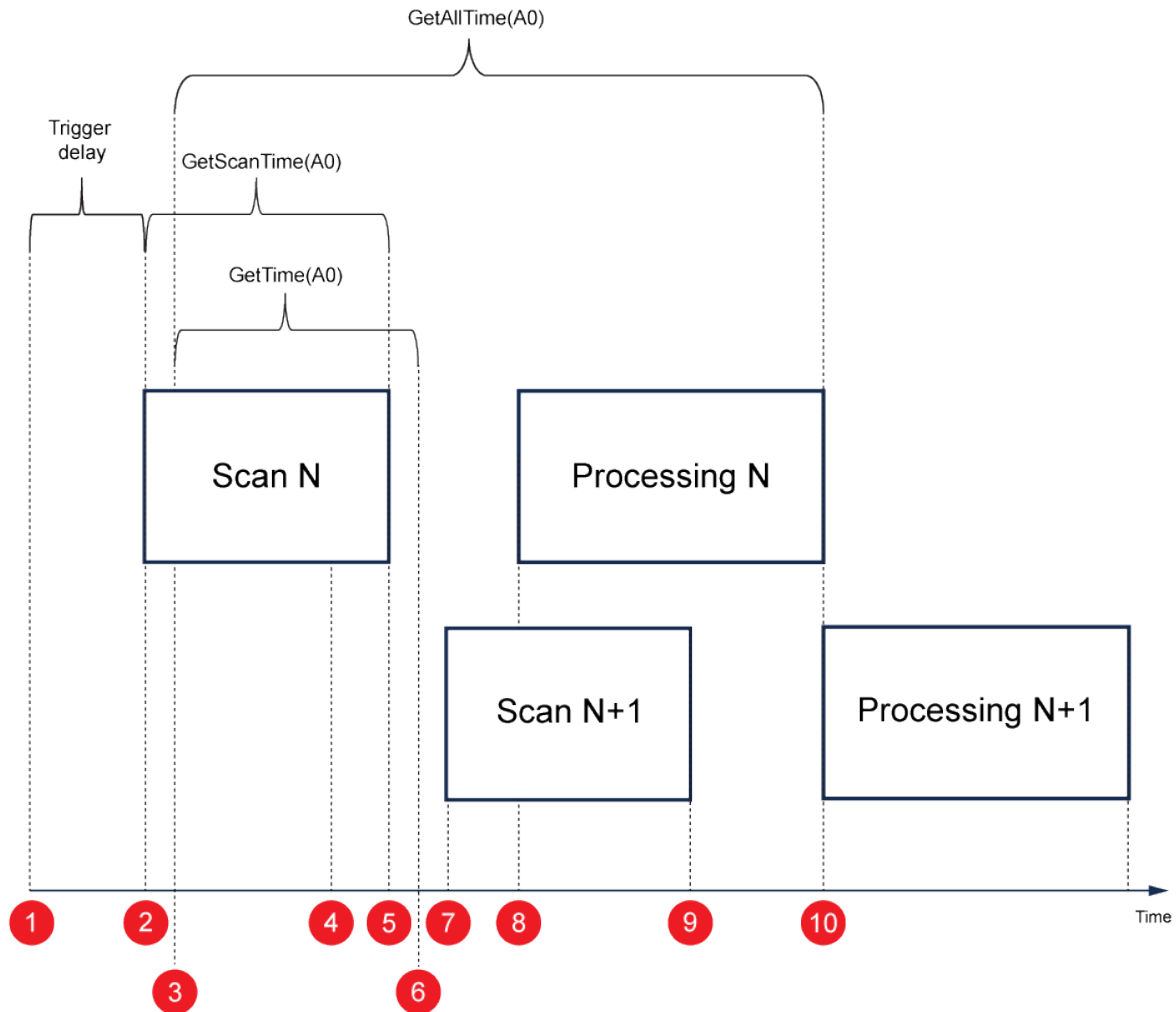 GetAllTime(A0)
Trigger
delay
GetScanTime(A0)
GetTime(A0)
Scan N
Processing N
Scan N+1
Processing N+1
1
2
4
5
7
8
9
10
Time
3
6